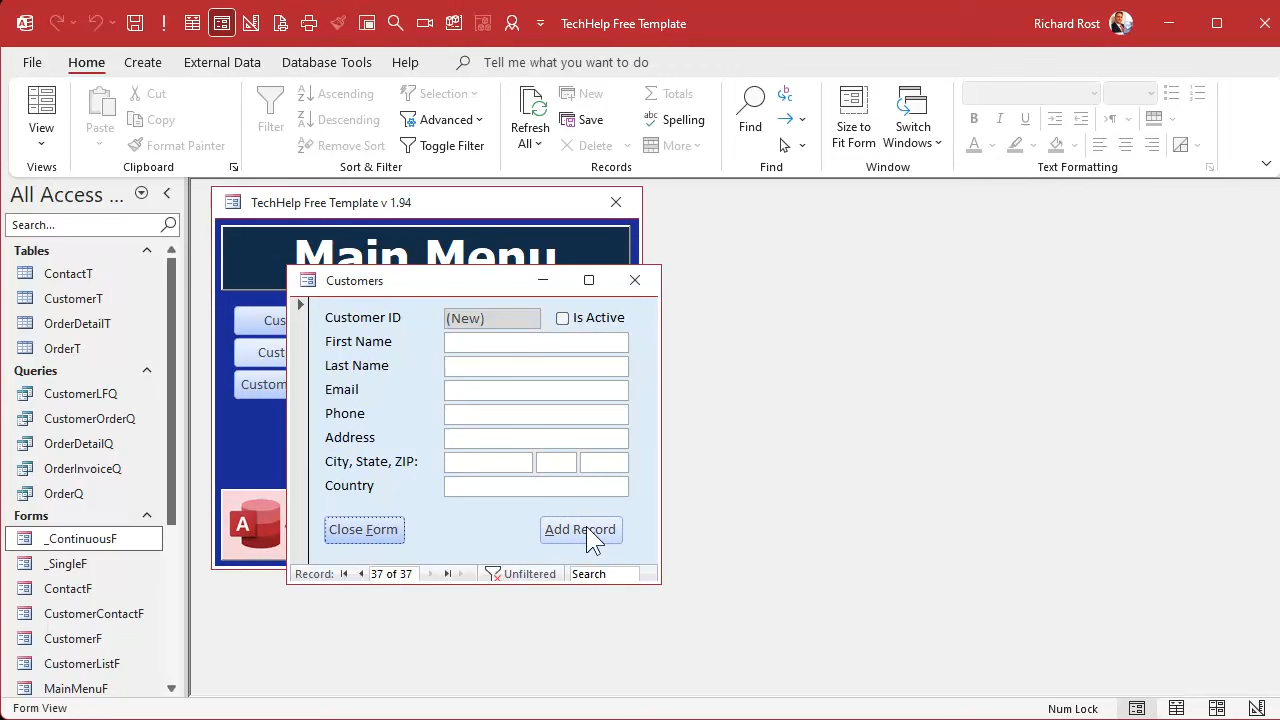 TechHelp Free Template
Richard Rost
File
Home
Create
External Data
Database Tools
Help
Tell me what you want to do
View
Views
Paste
Cut
Copy
Format Painter
Clipboard
Filter
Ascending
Descending
Remove Sort
Selection
Advanced
Toggle Filter
Sort & Filter
Refresh
All
New
Save
Delete
Totals
Spelling
More
Records
Find
Find
Size to
Fit Form
Switch
Windows
Window
B I U
A
Text Formatting
All Access ...
Search...
Tables
ContactT
CustomerT
OrderDetailT
OrderT
Queries
CustomerLFQ
CustomerOrderQ
OrderDetailQ
OrderInvoiceQ
OrderQ
Forms
_ContinuousF
_SingleF
ContactF
CustomerContactF
CustomerF
CustomerListF
MainMenuF
TechHelp Free Template v 1.94
Main Menu
Cus
Cust
Custom
A
Customers
Customer ID (New) Is Active
First Name
Last Name
Email
Phone
Address
City, State, ZIP:
Country
Close Form
Add Record
Record: 37 of 37 Unfiltered Search
Form View
Num Lock